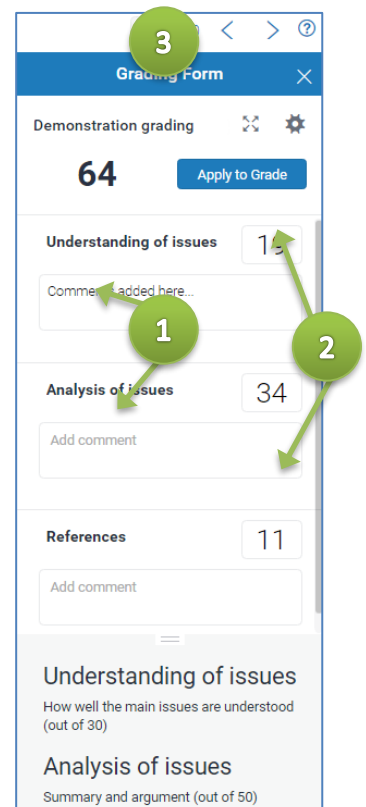 3
Grading Form
Demonstration grading
64
Apply to Grade
Understanding of issues
19
Comments added here...
1
2
Analysis of issues
34
Add comment
References
11
Add comment
Understanding of issues
How well the main issues are understood
(out of 30)
Analysis of issues
Summary and argument (out of 50)